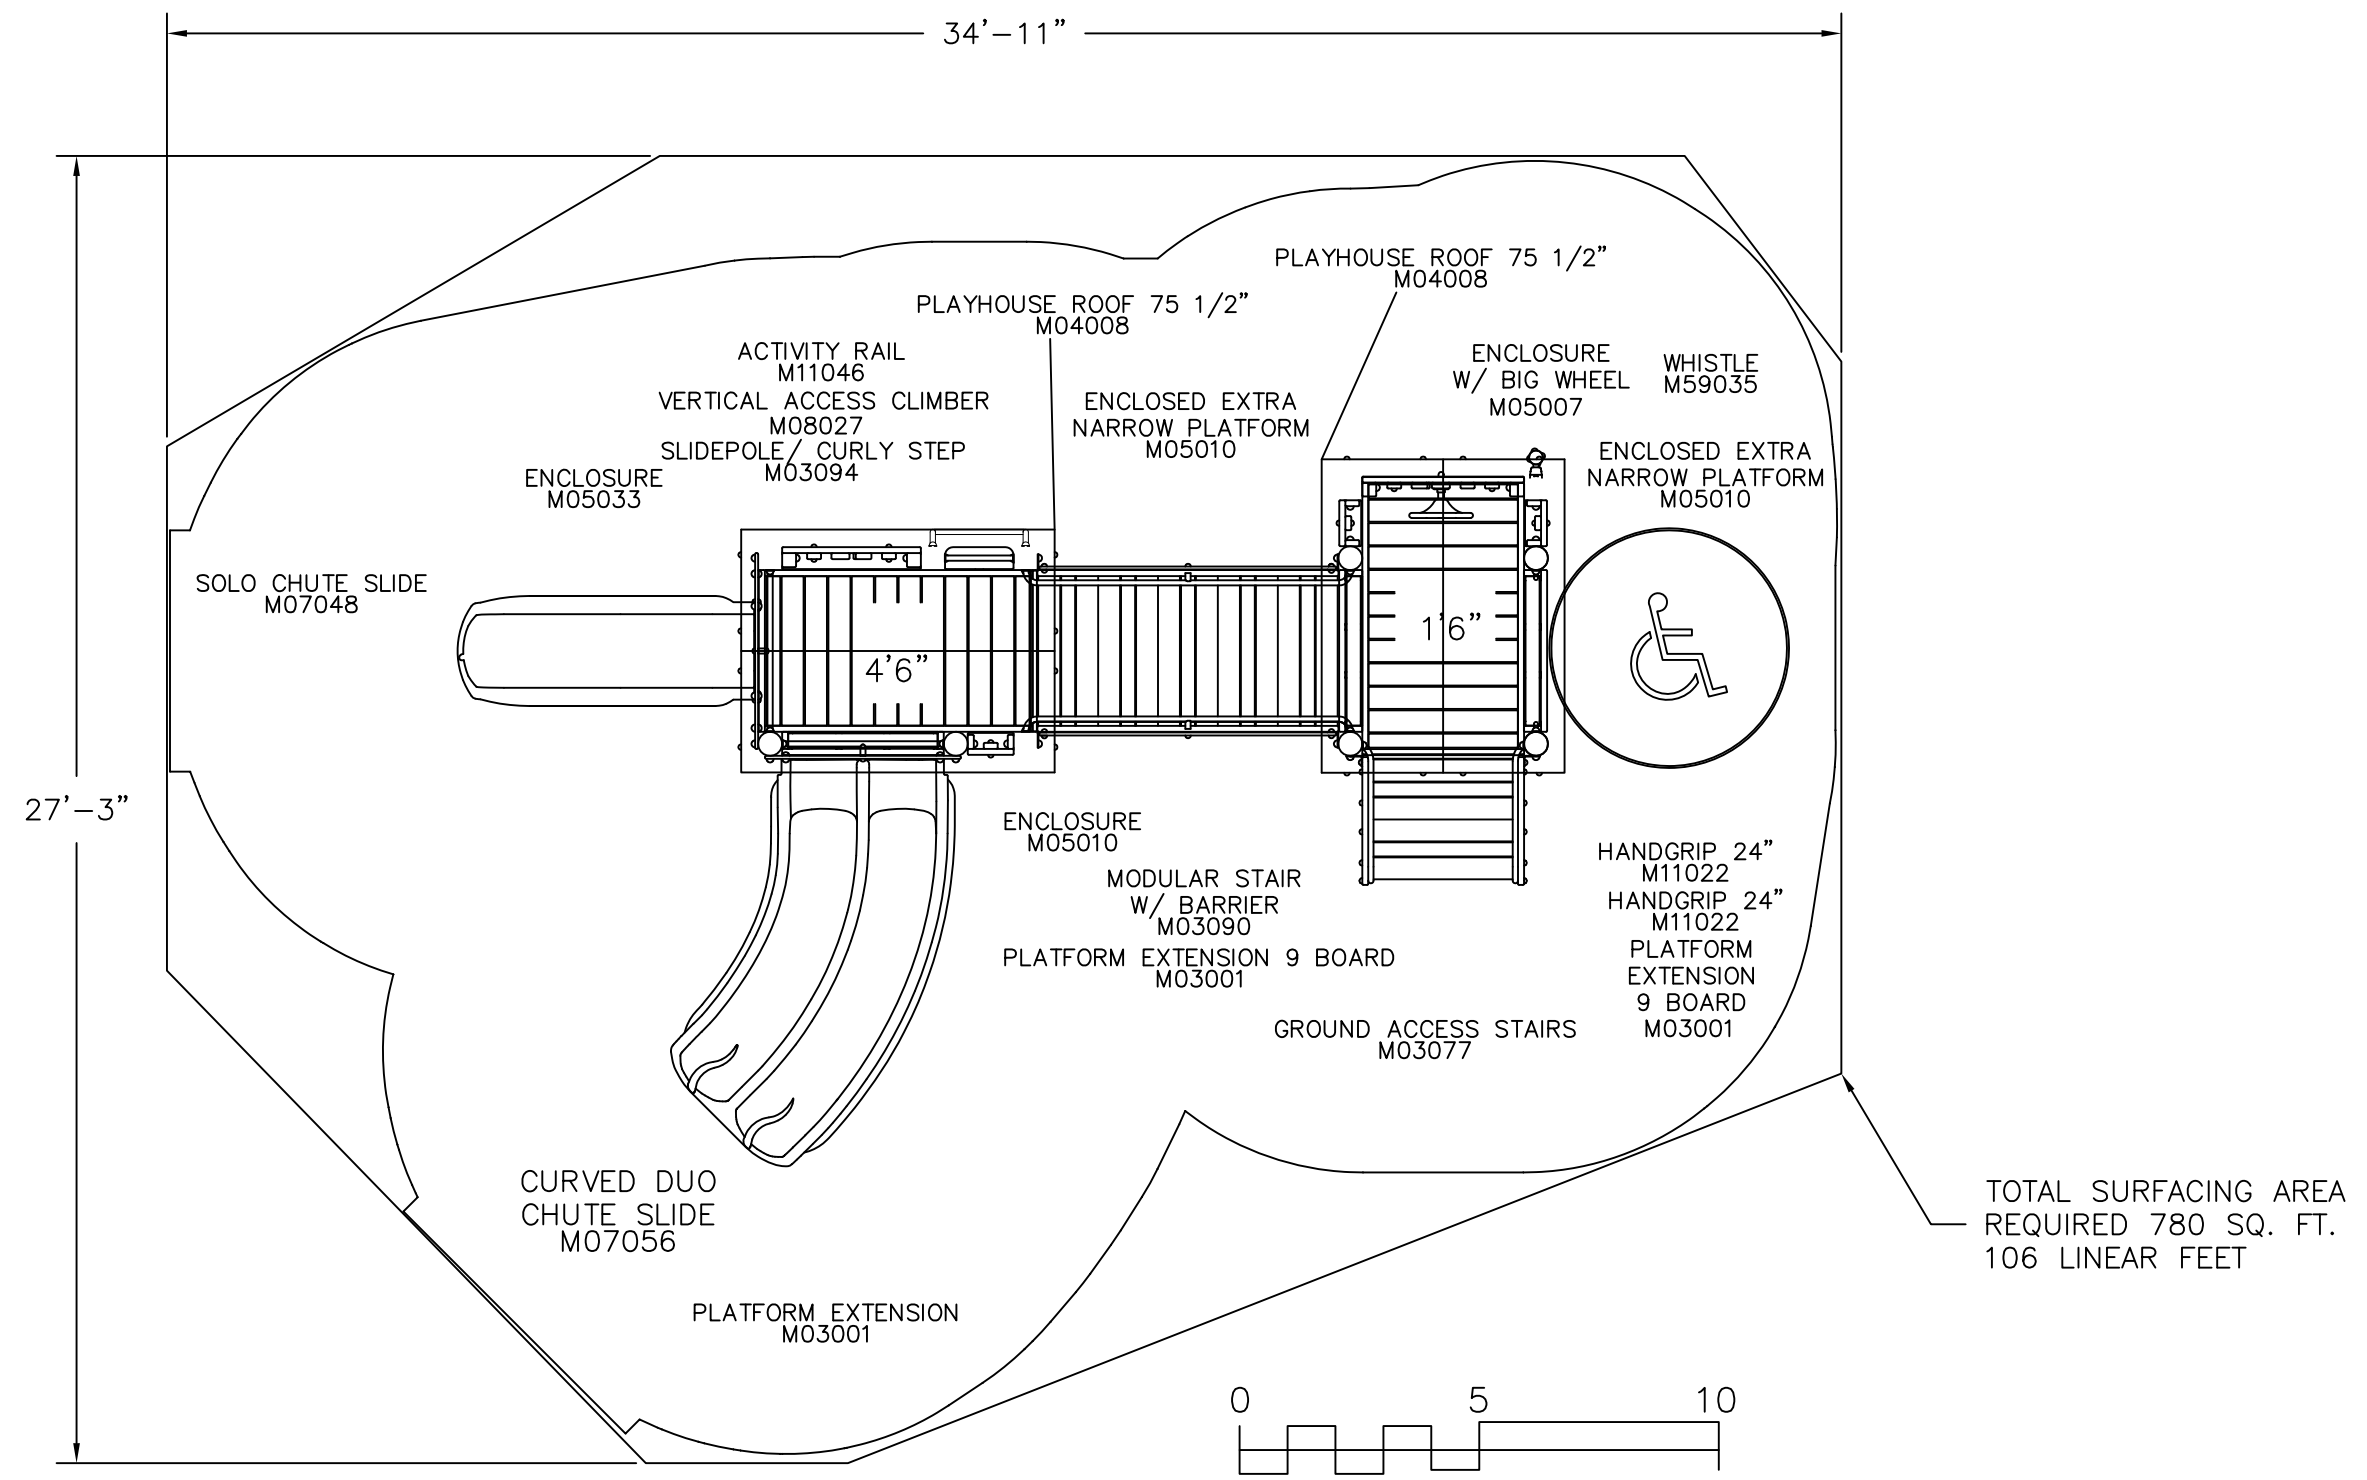 34'-11"
PLAYHOUSE ROOF 75 1/2"
M04008
PLAYHOUSE ROOF 75 1/2"
M04008
ACTIVITY RAIL
M11046
VERTICAL ACCESS CLIMBER
M08027
SLIDEPOLE/ CURLY STEP
M03094
ENCLOSURE
M05033
ENCLOSED EXTRA
NARROW PLATFORM
M05010
ENCLOSURE
W/ BIG WHEEL
M05007
WHISTLE
M59035
ENCLOSED EXTRA
NARROW PLATFORM
M05010
SOLO CHUTE SLIDE
M07048
4'6"
1'6"
27'-3"
ENCLOSURE
M05010
MODULAR STAIR
W/ BARRIER
M03090
PLATFORM EXTENSION 9 BOARD
M03001
HANDGRIP 24"
M11022
HANDGRIP 24"
M11022
PLATFORM
EXTENSION
9 BOARD
M03001
GROUND ACCESS STAIRS
M03077
CURVED DUO
CHUTE SLIDE
M07056
PLATFORM EXTENSION
M03001
TOTAL SURFACING AREA
REQUIRED 780 SQ. FT.
106 LINEAR FEET
0 5 10